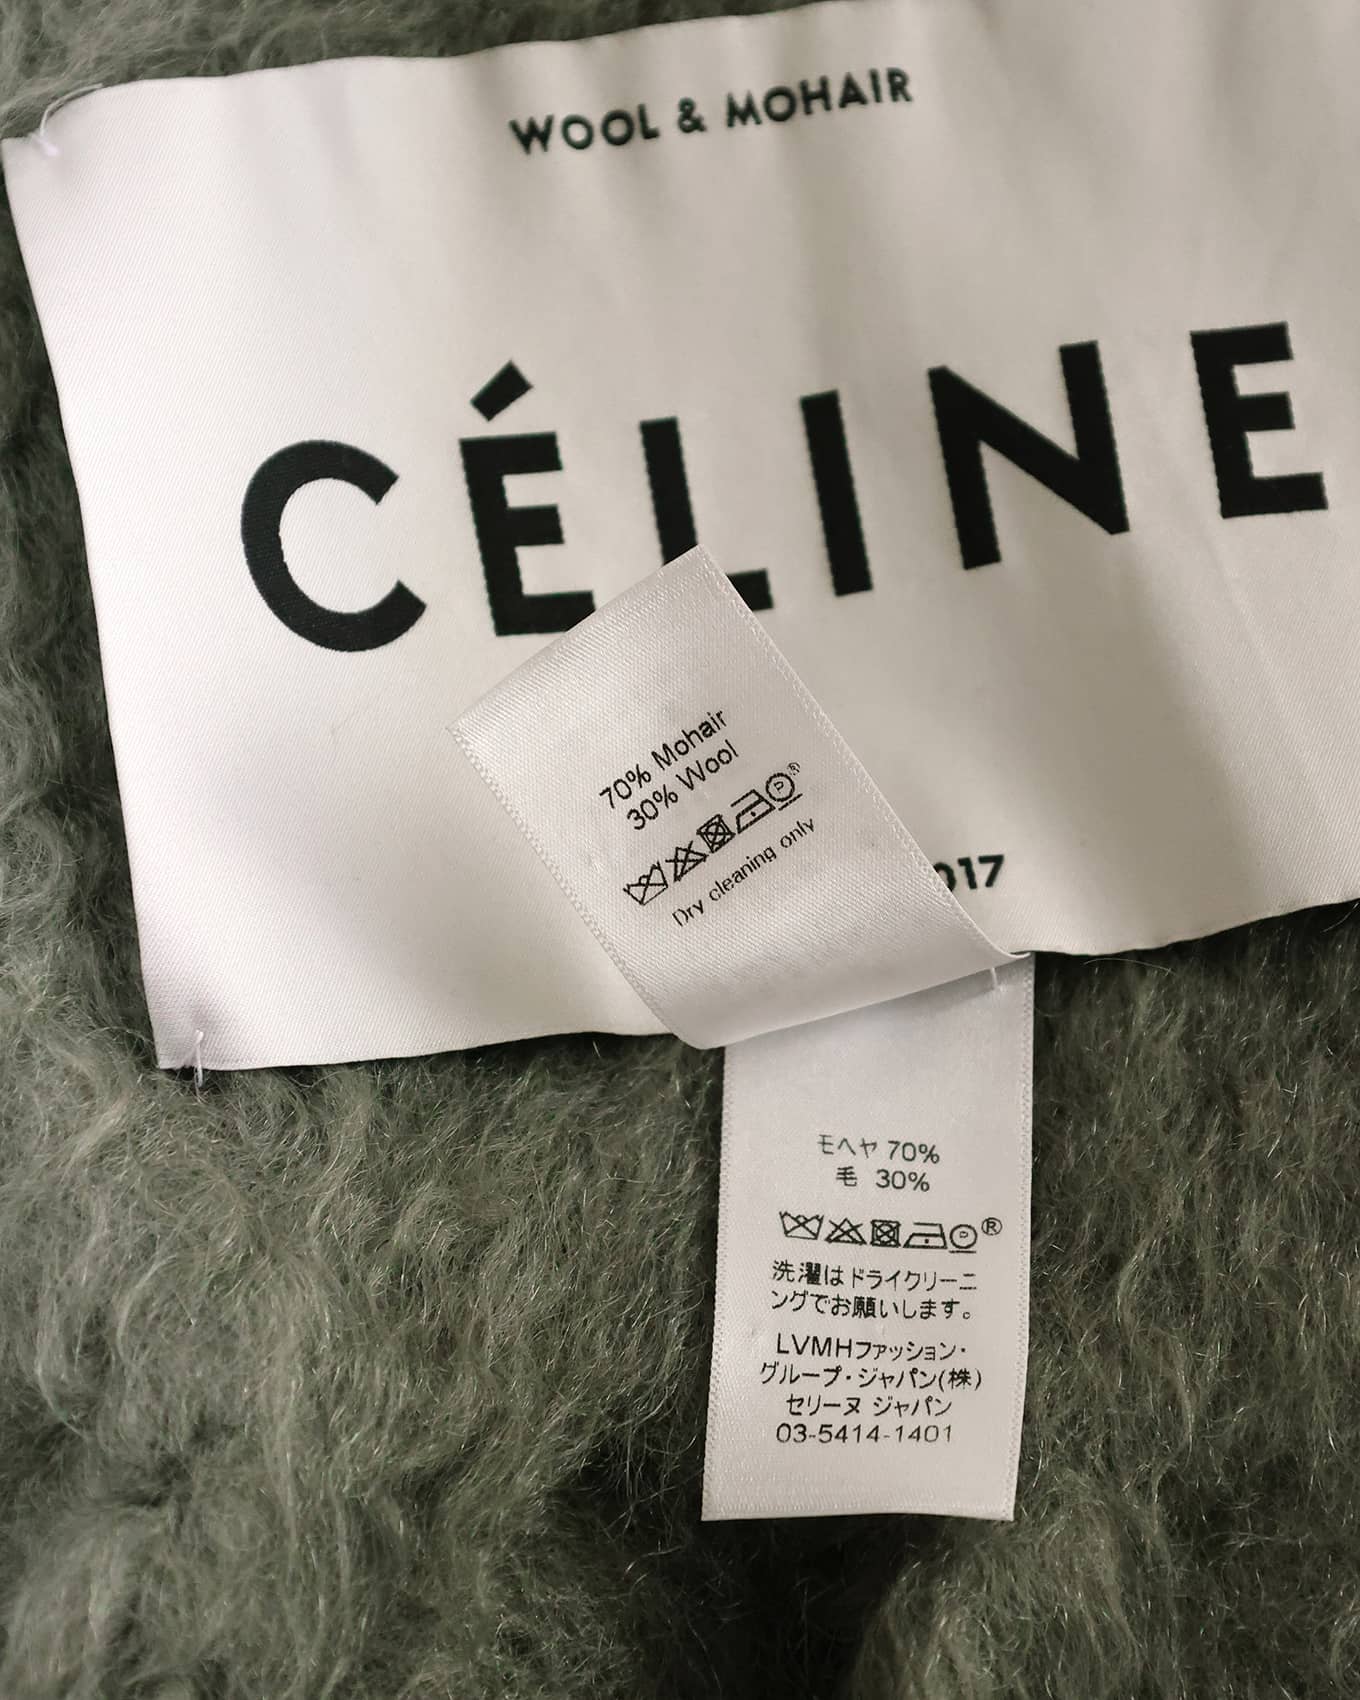 WOOL & MOHAIR
CÉLINE
017
70% Mohair
30% Wool
P ®
Dry cleaning only
モヘヤ 70%
毛 30%
P ®
洗濯はドライクリーニ
ングでお願いします。
LVMHファッション・
グループ・ジャパン(株)
セリーヌ ジャパン
03-5414-1401